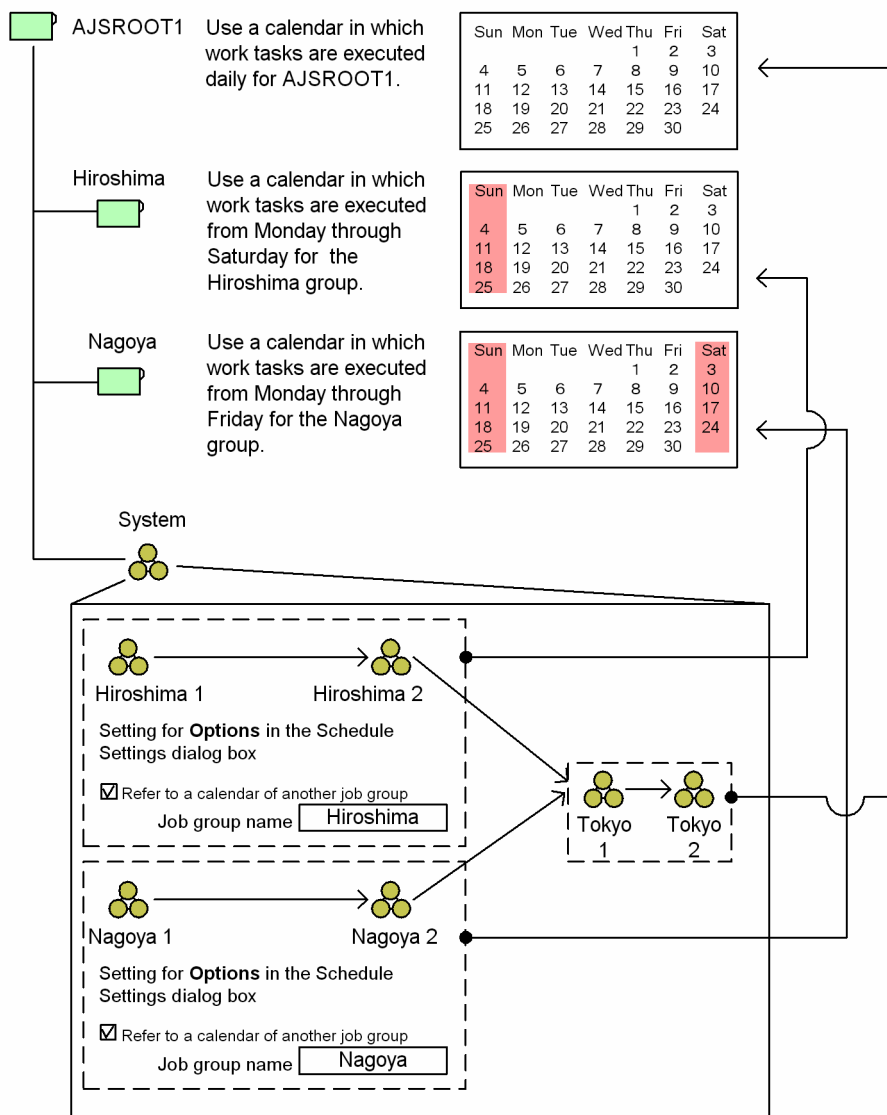 AJSROOT1
Use a calendar in which
work tasks are executed
daily for AJSROOT1.
Sun Mon Tue Wed Thu Fri Sat
1 2 3
4 5 6 7 8 9 10
11 12 13 14 15 16 17
18 19 20 21 22 23 24
25 26 27 28 29 30
Hiroshima
Use a calendar in which
work tasks are executed
from Monday through
Saturday for the
Hiroshima group.
Sun Mon Tue Wed Thu Fri Sat
1 2 3
4 5 6 7 8 9 10
11 12 13 14 15 16 17
18 19 20 21 22 23 24
25 26 27 28 29 30
Nagoya
Use a calendar in which
work tasks are executed
from Monday through
Friday for the Nagoya
group.
Sun Mon Tue Wed Thu Fri Sat
1 2 3
4 5 6 7 8 9 10
11 12 13 14 15 16 17
18 19 20 21 22 23 24
25 26 27 28 29 30
System
Hiroshima 1
Hiroshima 2
Setting for Options in the Schedule
Settings dialog box
Refer to a calendar of another job group
Job group name Hiroshima
Tokyo
1
Tokyo
2
Nagoya 1
Nagoya 2
Setting for Options in the Schedule
Settings dialog box
Refer to a calendar of another job group
Job group name Nagoya